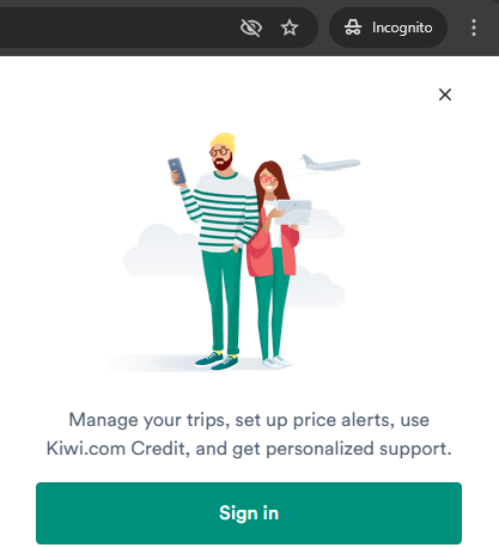 Incognito
Manage your trips, set up price alerts, use
Kiwi.com Credit, and get personalized support.
Sign in